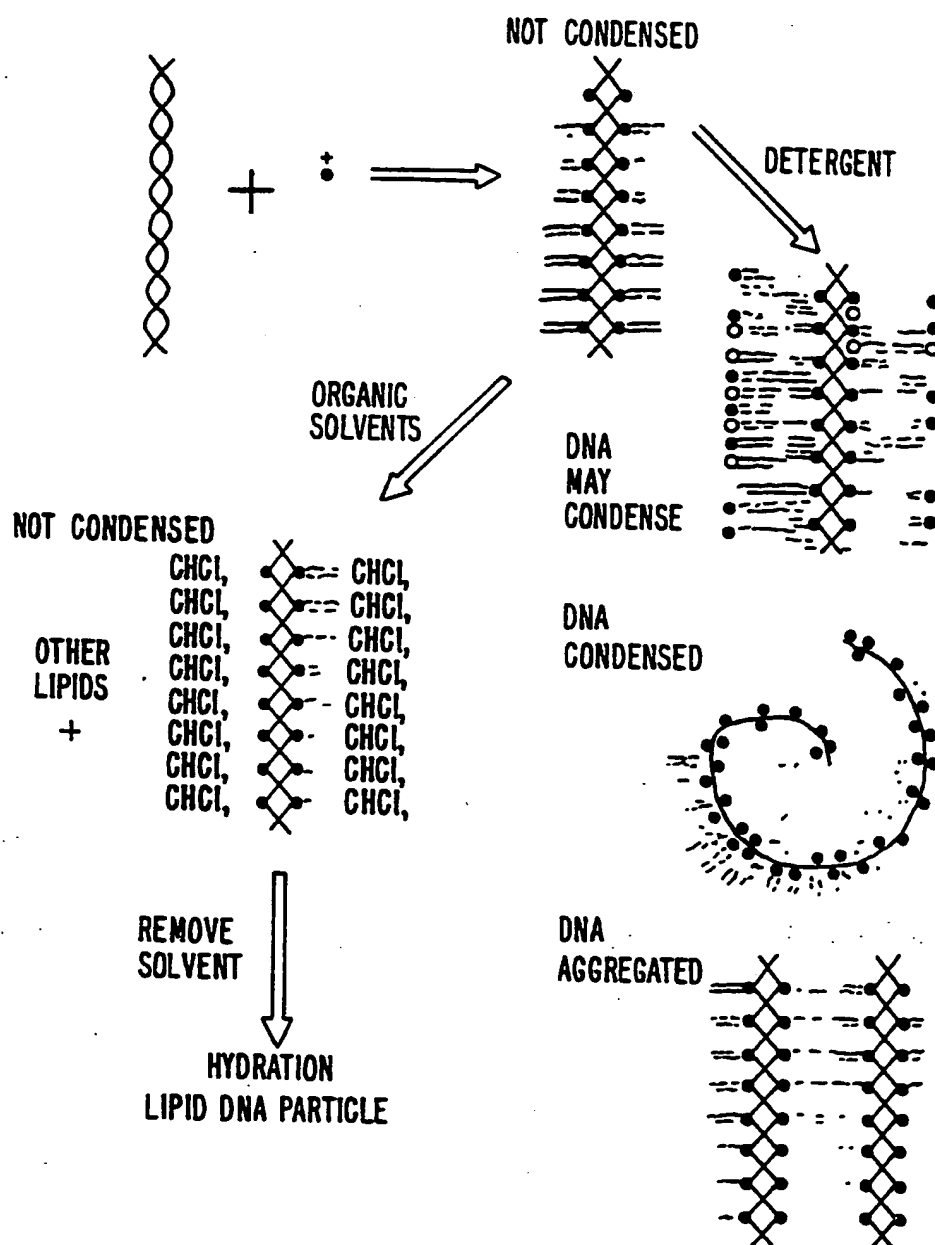 NOT CONDENSED
+
+
DETERGENT
ORGANIC
SOLVENTS
DNA
MAY
CONDENSE
NOT CONDENSED
CHCl, CHCl,
CHCl, CHCl,
CHCl, CHCl,
CHCl, CHCl,
CHCl, CHCl,
CHCl, CHCl,
CHCl, CHCl,
CHCl, CHCl,
OTHER
LIPIDS
+
DNA
CONDENSED
REMOVE
SOLVENT
DNA
AGGREGATED
HYDRATION
LIPID DNA PARTICLE